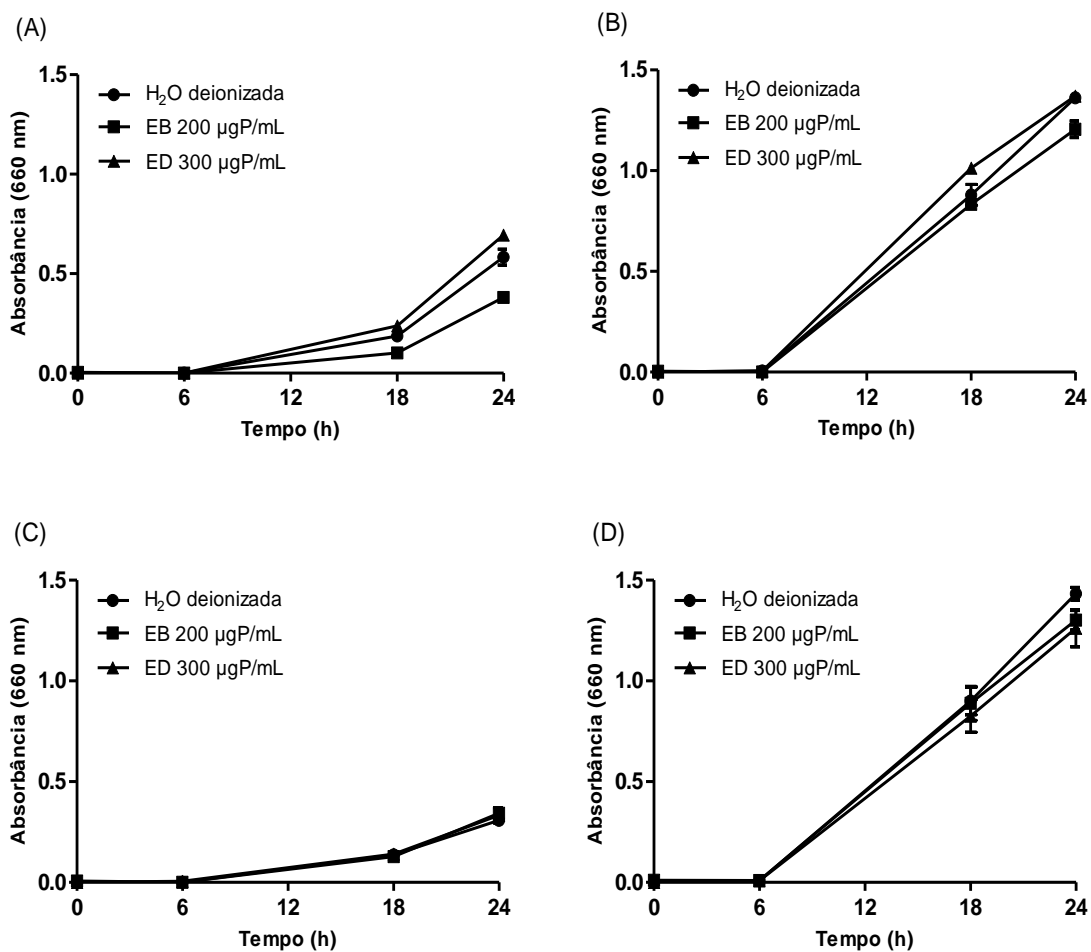 (A)
Absorbância (660 nm)
1.5
1.0
0.5
0.0
H₂O deionizada
EB 200 µgP/mL
ED 300 µgP/mL
0 6 12 18 24
Tempo (h)
(B)
Absorbância (660 nm)
1.5
1.0
0.5
0.0
H₂O deionizada
EB 200 µgP/mL
ED 300 µgP/mL
0 6 12 18 24
Tempo (h)
(C)
Absorbância (660 nm)
1.5
1.0
0.5
0.0
H₂O deionizada
EB 200 µgP/mL
ED 300 µgP/mL
0 6 12 18 24
Tempo (h)
(D)
Absorbância (660 nm)
1.5
1.0
0.5
0.0
H₂O deionizada
EB 200 µgP/mL
ED 300 µgP/mL
0 6 12 18 24
Tempo (h)